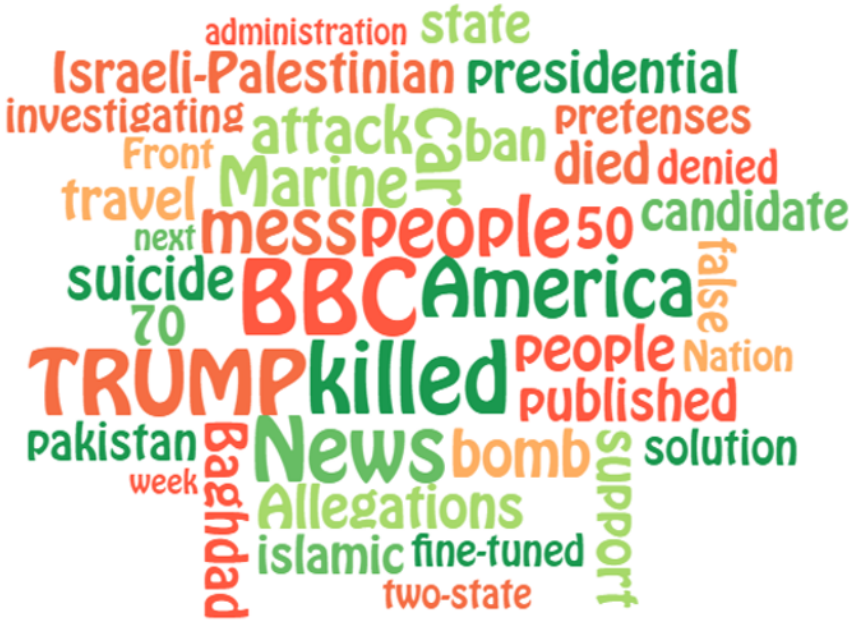 administration state
Israeli-Palestinian presidential
investigating attack car ban pretenses
Front Marine died denied
travel candidate
next mess people 50
suicide BBC America false
70
TRUMP killed people Nation
published
pakistan Baghdad News bomb support solution
week
Allegations
islamic fine-tuned
two-state